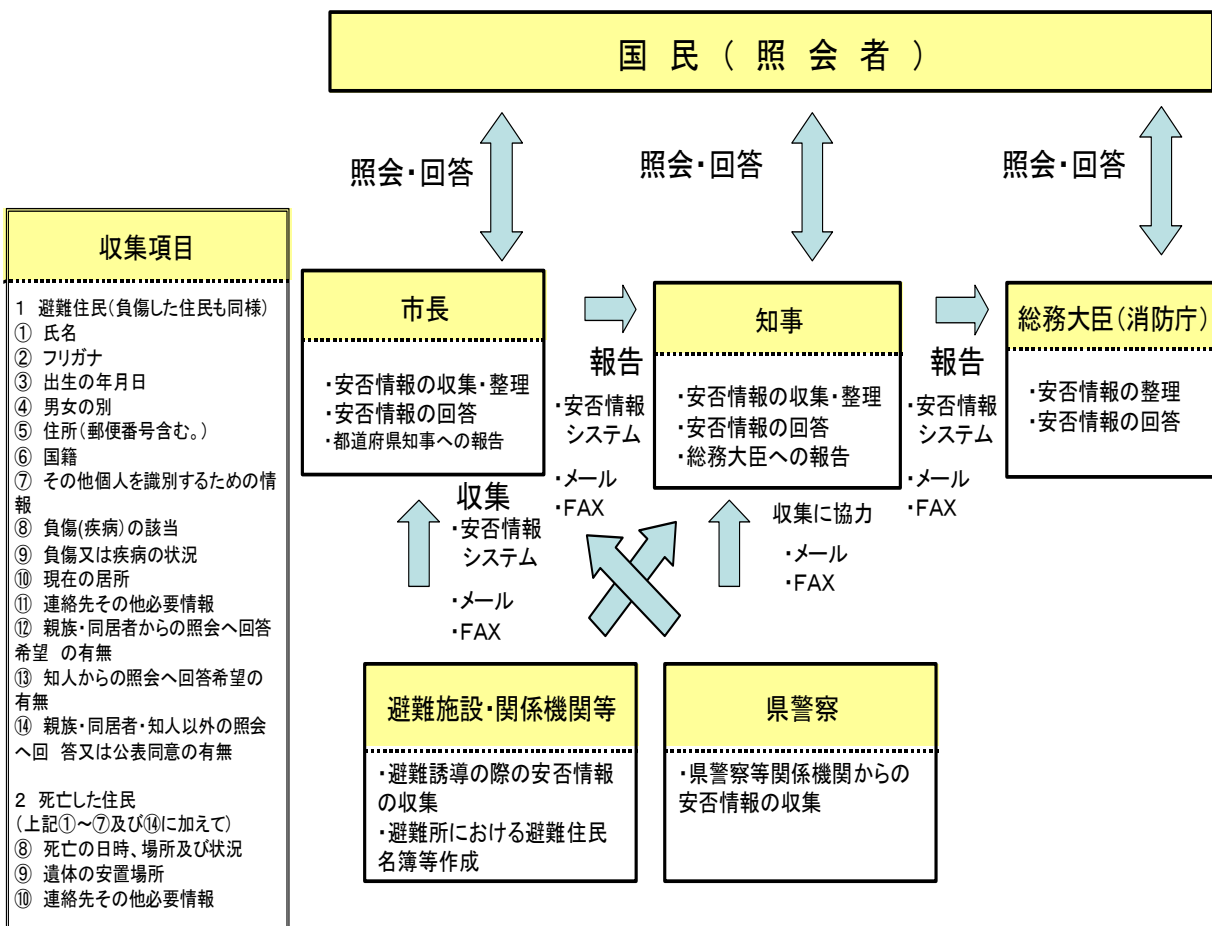 国民(照会者)
照会・回答
照会・回答
照会・回答
収集項目
1 避難住民(負傷した住民も同様)
① 氏名
② フリガナ
③ 出生の年月日
④ 男女の別
⑤ 住所(郵便番号含む。)
⑥ 国籍
⑦ その他個人を識別するための情
報
⑧ 負傷(疾病)の該当
⑨ 負傷又は疾病の状況
⑩ 現在の居所
⑪ 連絡先その他必要情報
⑫ 親族・同居者からの照会へ回答
希望 の有無
⑬ 知人からの照会へ回答希望の
有無
⑭ 親族・同居者・知人以外の照会
へ回 答又は公表同意の有無
2 死亡した住民
(上記①~⑦及び⑭に加えて)
⑧ 死亡の日時、場所及び状況
⑨ 遺体の安置場所
⑩ 連絡先その他必要情報
市長
・安否情報の収集・整理
・安否情報の回答
・都道府県知事への報告
報告
・安否情報
システム
・メール
・FAX
知事
・安否情報の収集・整理
・安否情報の回答
・総務大臣への報告
報告
・安否情報
システム
・メール
・FAX
総務大臣(消防庁)
・安否情報の整理
・安否情報の回答
収集
・安否情報
システム
・メール
・FAX
収集に協力
・メール
・FAX
避難施設・関係機関等
・避難誘導の際の安否情報
の収集
・避難所における避難住民
名簿等作成
県警察
・県警察等関係機関からの
安否情報の収集